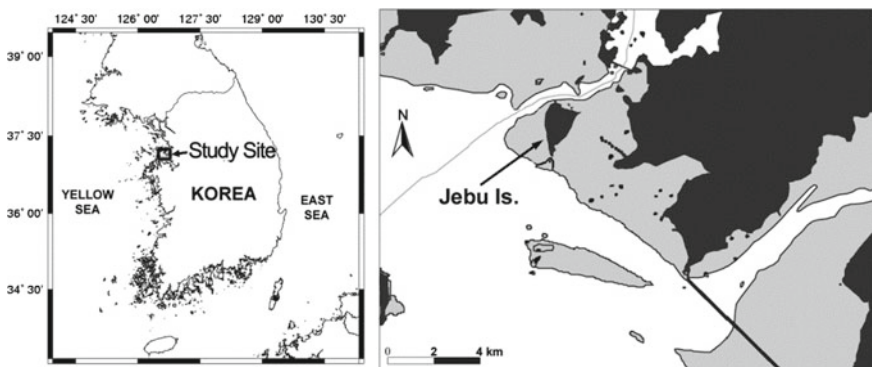 124° 30' 126° 00' 127° 30' 129° 00' 130° 30'
39° 00'
37° 30'
36° 00'
34° 30'
Study Site
YELLOW
SEA
KOREA
EAST
SEA
N
Jebu Is.
0 2 4 km